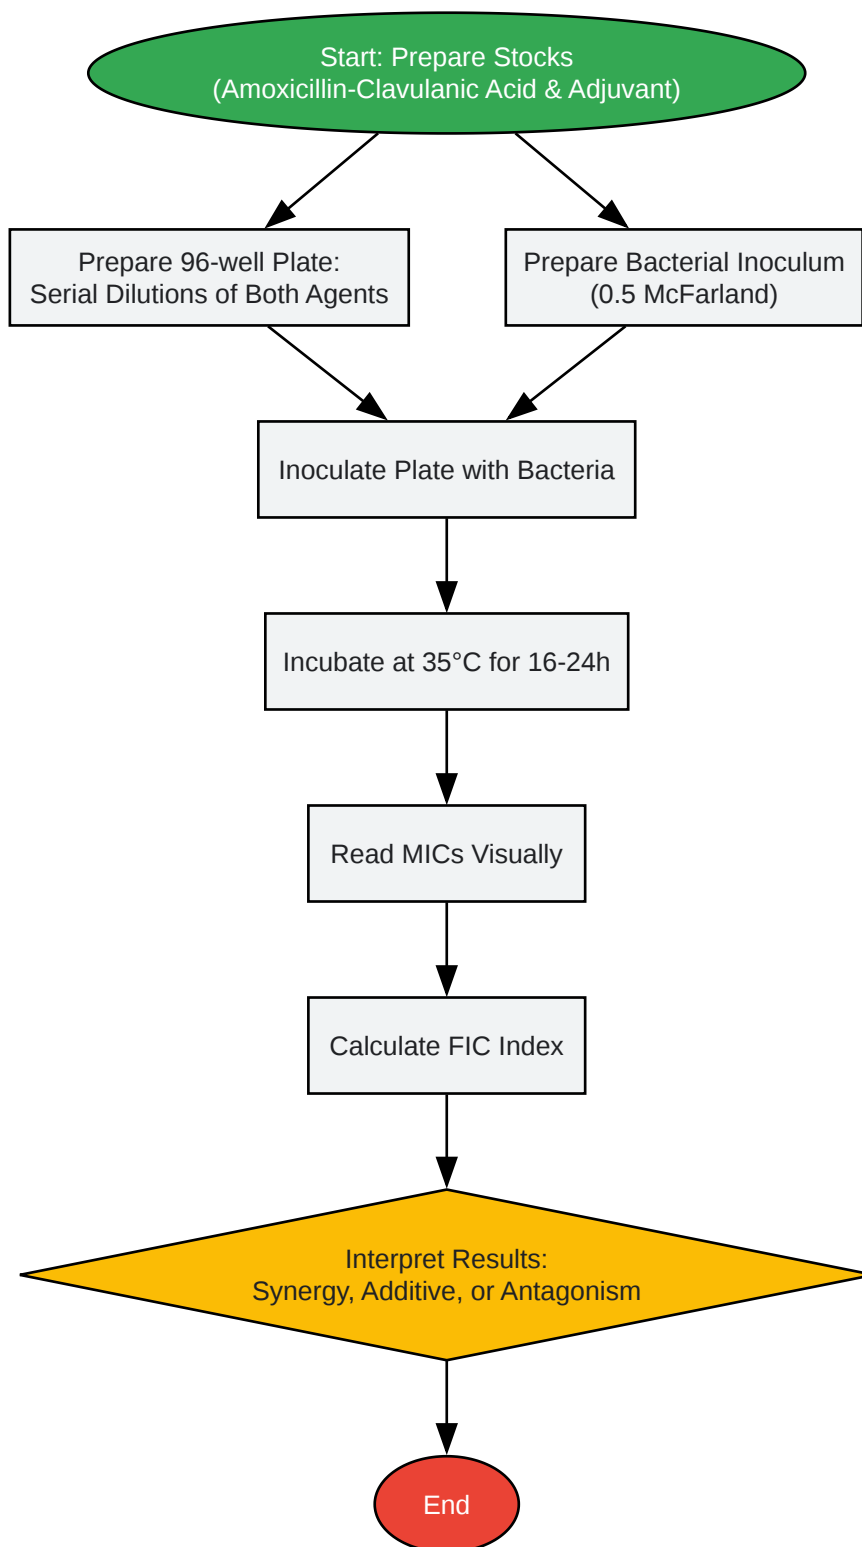 Start: Prepare Stocks
(Amoxicillin-Clavulanic Acid & Adjuvant)
Prepare 96-well Plate:
Serial Dilutions of Both Agents
Prepare Bacterial Inoculum
(0.5 McFarland)
Inoculate Plate with Bacteria
Incubate at 35°C for 16-24h
Read MICs Visually
Calculate FIC Index
Interpret Results:
Synergy, Additive, or Antagonism
End